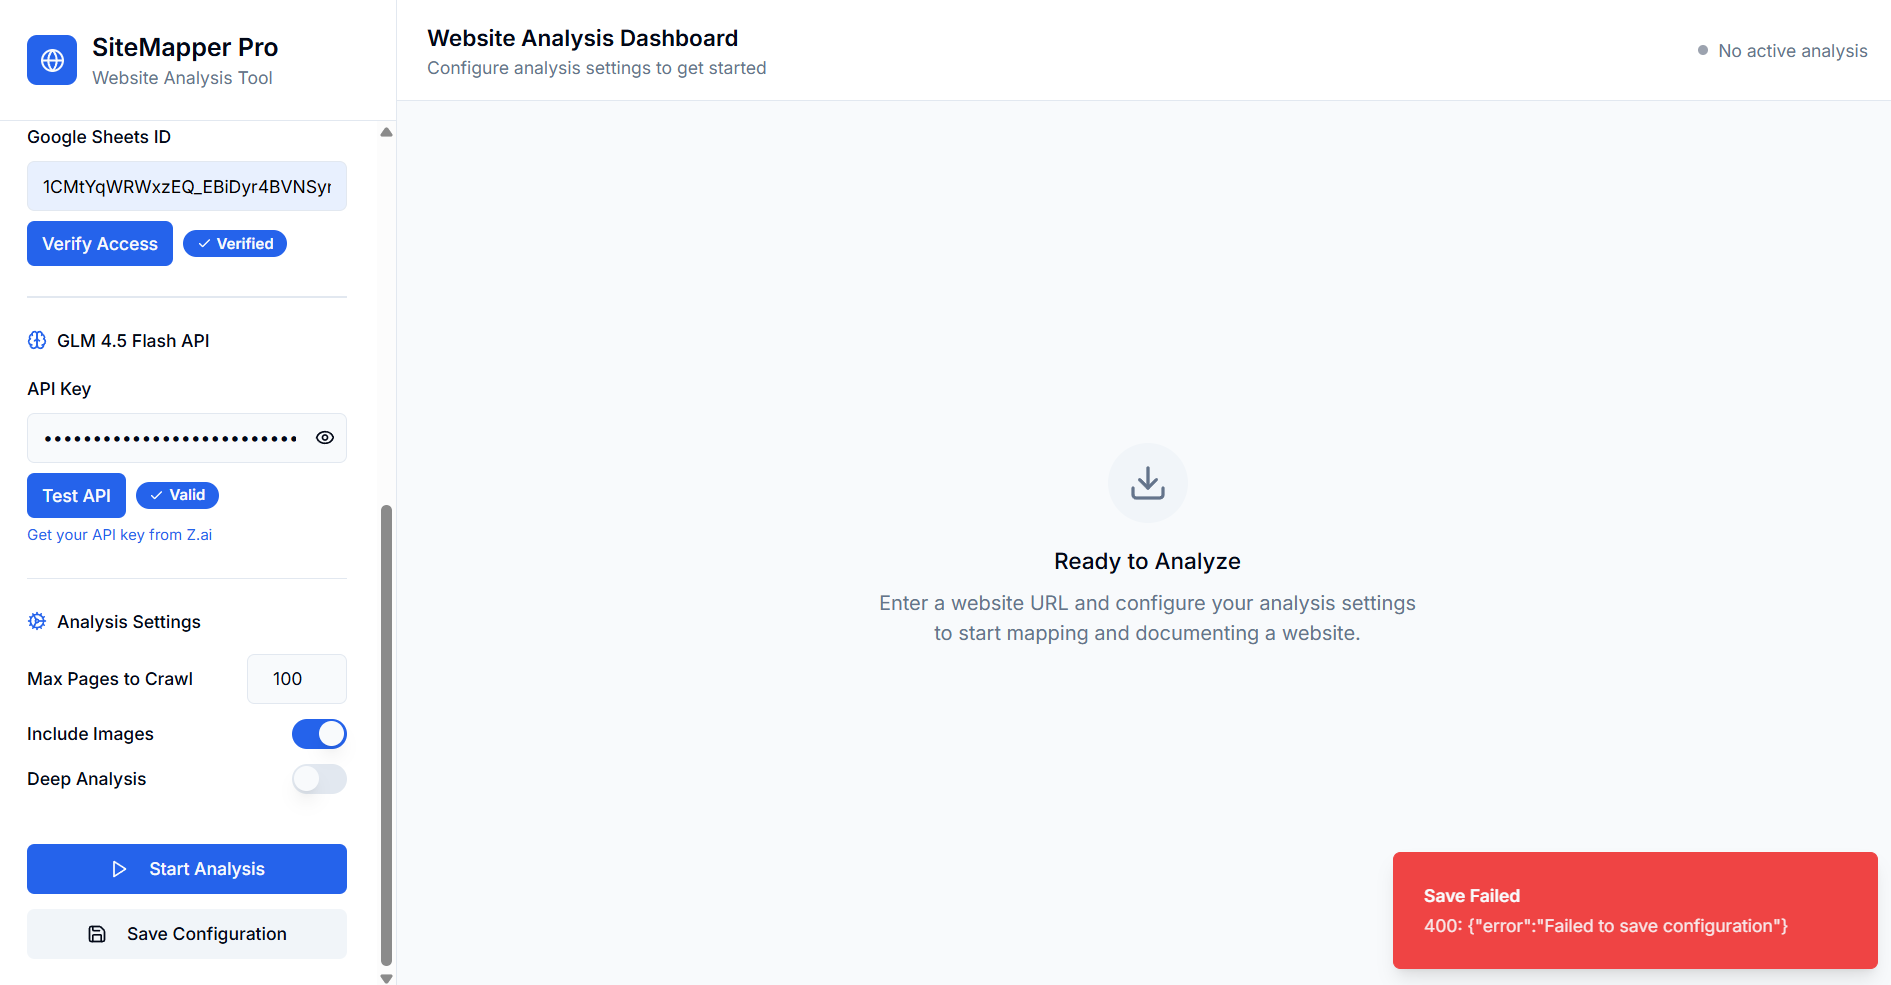 SiteMapper Pro
Website Analysis Tool
Google Sheets ID
1CMtYqWRWxzEQ_EBiDyr4BVNSyr
Verify Access
Verified
GLM 4.5 Flash API
API Key
Test API
Valid
Get your API key from Z.ai
Analysis Settings
Max Pages to Crawl
100
Include Images
Deep Analysis
Start Analysis
Save Configuration
Website Analysis Dashboard
Configure analysis settings to get started
No active analysis
Ready to Analyze
Enter a website URL and configure your analysis settings
to start mapping and documenting a website.
Save Failed
400: {"error":"Failed to save configuration"}